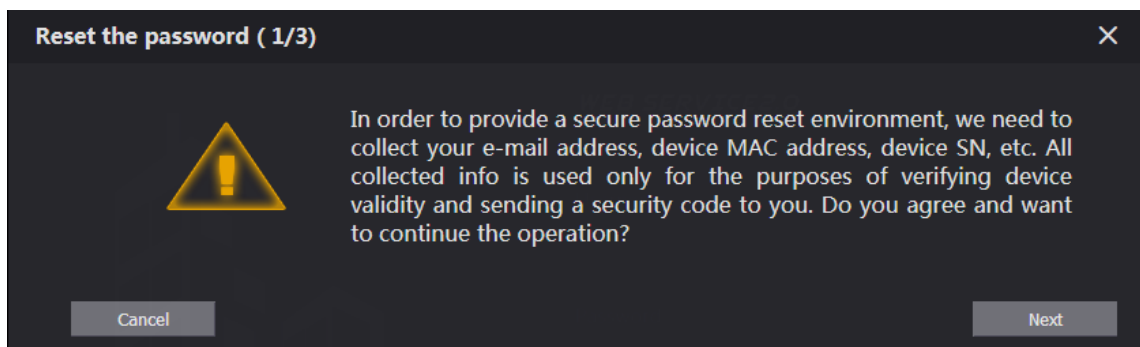 Reset the password ( 1/3)
In order to provide a secure password reset environment, we need to
collect your e-mail address, device MAC address, device SN, etc. All
collected info is used only for the purposes of verifying device
validity and sending a security code to you. Do you agree and want
to continue the operation?
Cancel
Next